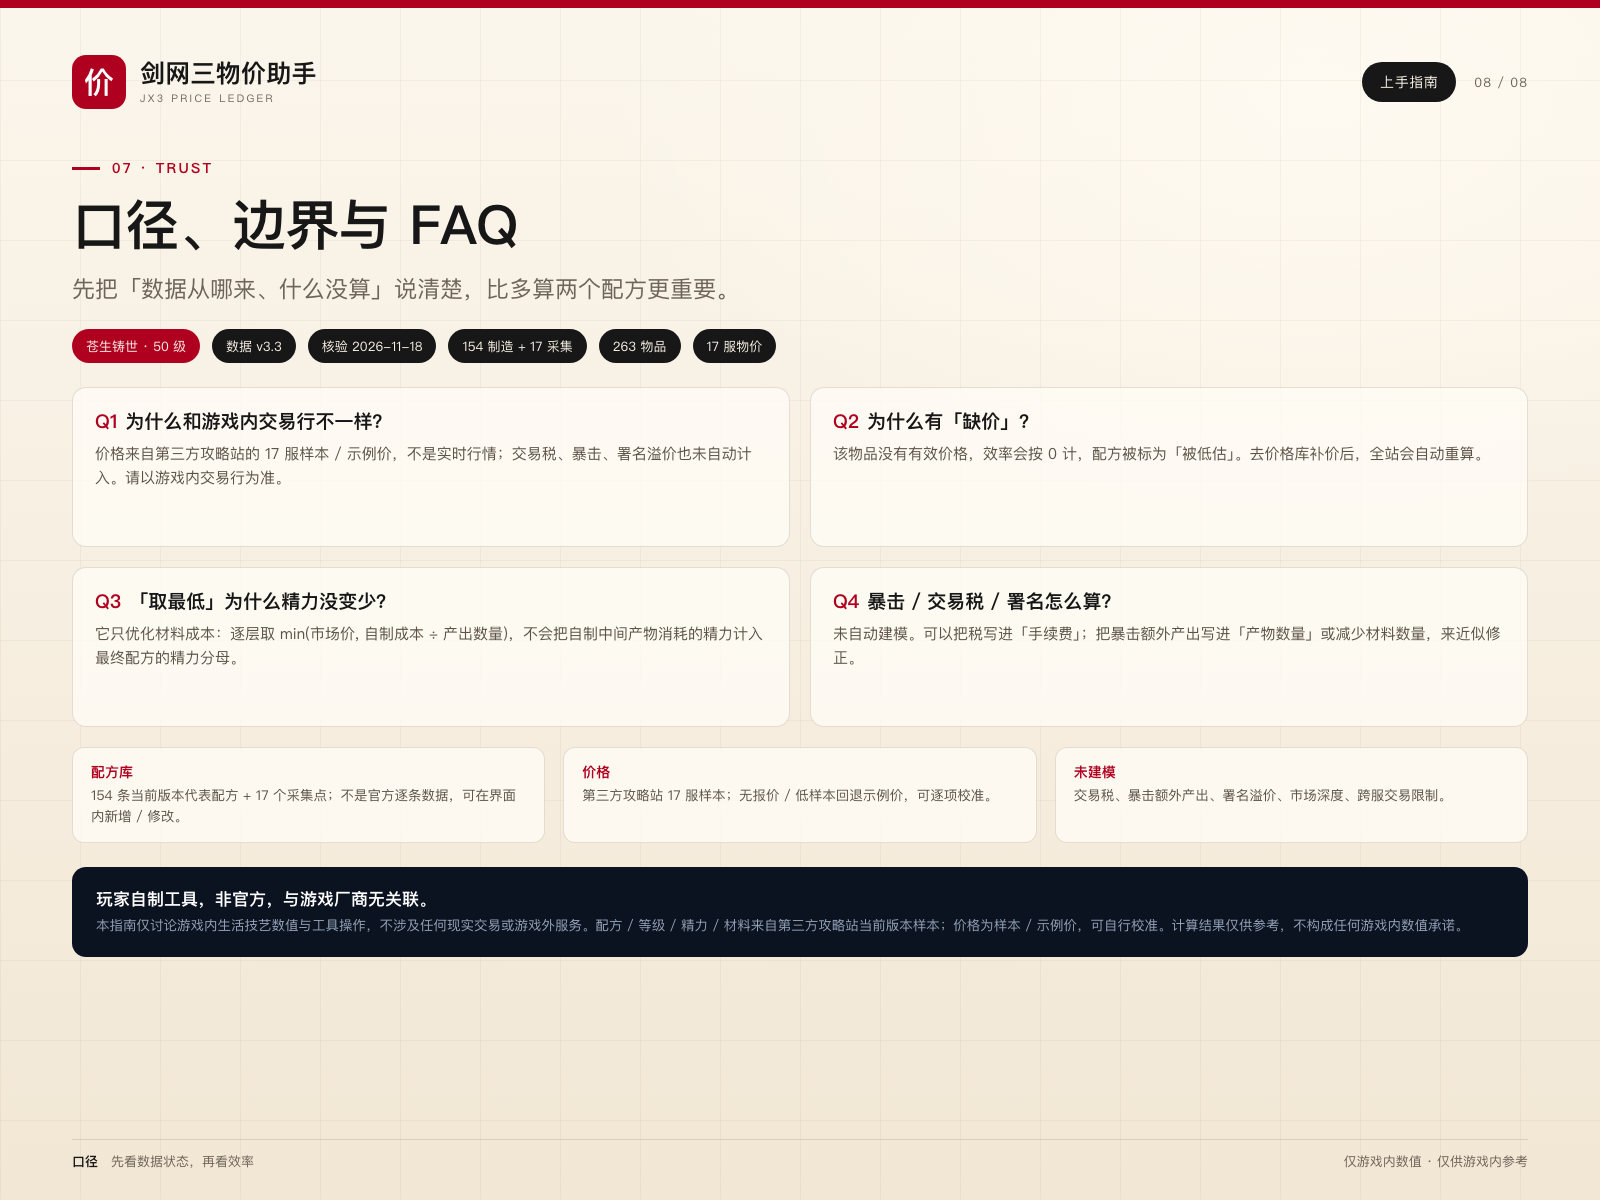 价
剑网三物价助手
JX3 PRICE LEDGER
上手指南
08 / 08
07 · TRUST
口径、边界与 FAQ
先把「数据从哪来、什么没算」说清楚，比多算两个配方更重要。
苍生铸世 · 50 级
数据 v3.3
核验 2026-11-18
154 制造 + 17 采集
263 物品
17 服物价
Q1 为什么和游戏内交易行不一样?
价格来自第三方攻略站的 17 服样本 / 示例价，不是实时行情；交易税、暴击、署名溢价也未自动计
入。请以游戏内交易行为准。
Q2 为什么有「缺价」?
该物品没有有效价格，效率会按 0 计，配方被标为「被低估」。去价格库补价后，全站会自动重算。
Q3 「取最低」为什么精力没变少?
它只优化材料成本：逐层取 min(市场价, 自制成本 ÷ 产出数量)，不会把自制中间产物消耗的精力计入
最终配方的精力分母。
Q4 暴击 / 交易税 / 署名怎么算?
未自动建模。可以把税写进「手续费」；把暴击额外产出写进「产物数量」或减少材料数量，来近似修
正。
配方库
154 条当前版本代表配方 + 17 个采集点；不是官方逐条数据，可在界面
内新增 / 修改。
价格
第三方攻略站 17 服样本；无报价 / 低样本回退示例价，可逐项校准。
未建模
交易税、暴击额外产出、署名溢价、市场深度、跨服交易限制。
玩家自制工具，非官方，与游戏厂商无关联。
本指南仅讨论游戏内生活技艺数值与工具操作，不涉及任何现实交易或游戏外服务。配方 / 等级 / 精力 / 材料来自第三方攻略站当前版本样本；价格为样本 / 示例价，可自行校准。计算结果仅供参考，不构成任何游戏内数值承诺。
口径 先看数据状态，再看效率
仅游戏内数值 · 仅供游戏内参考